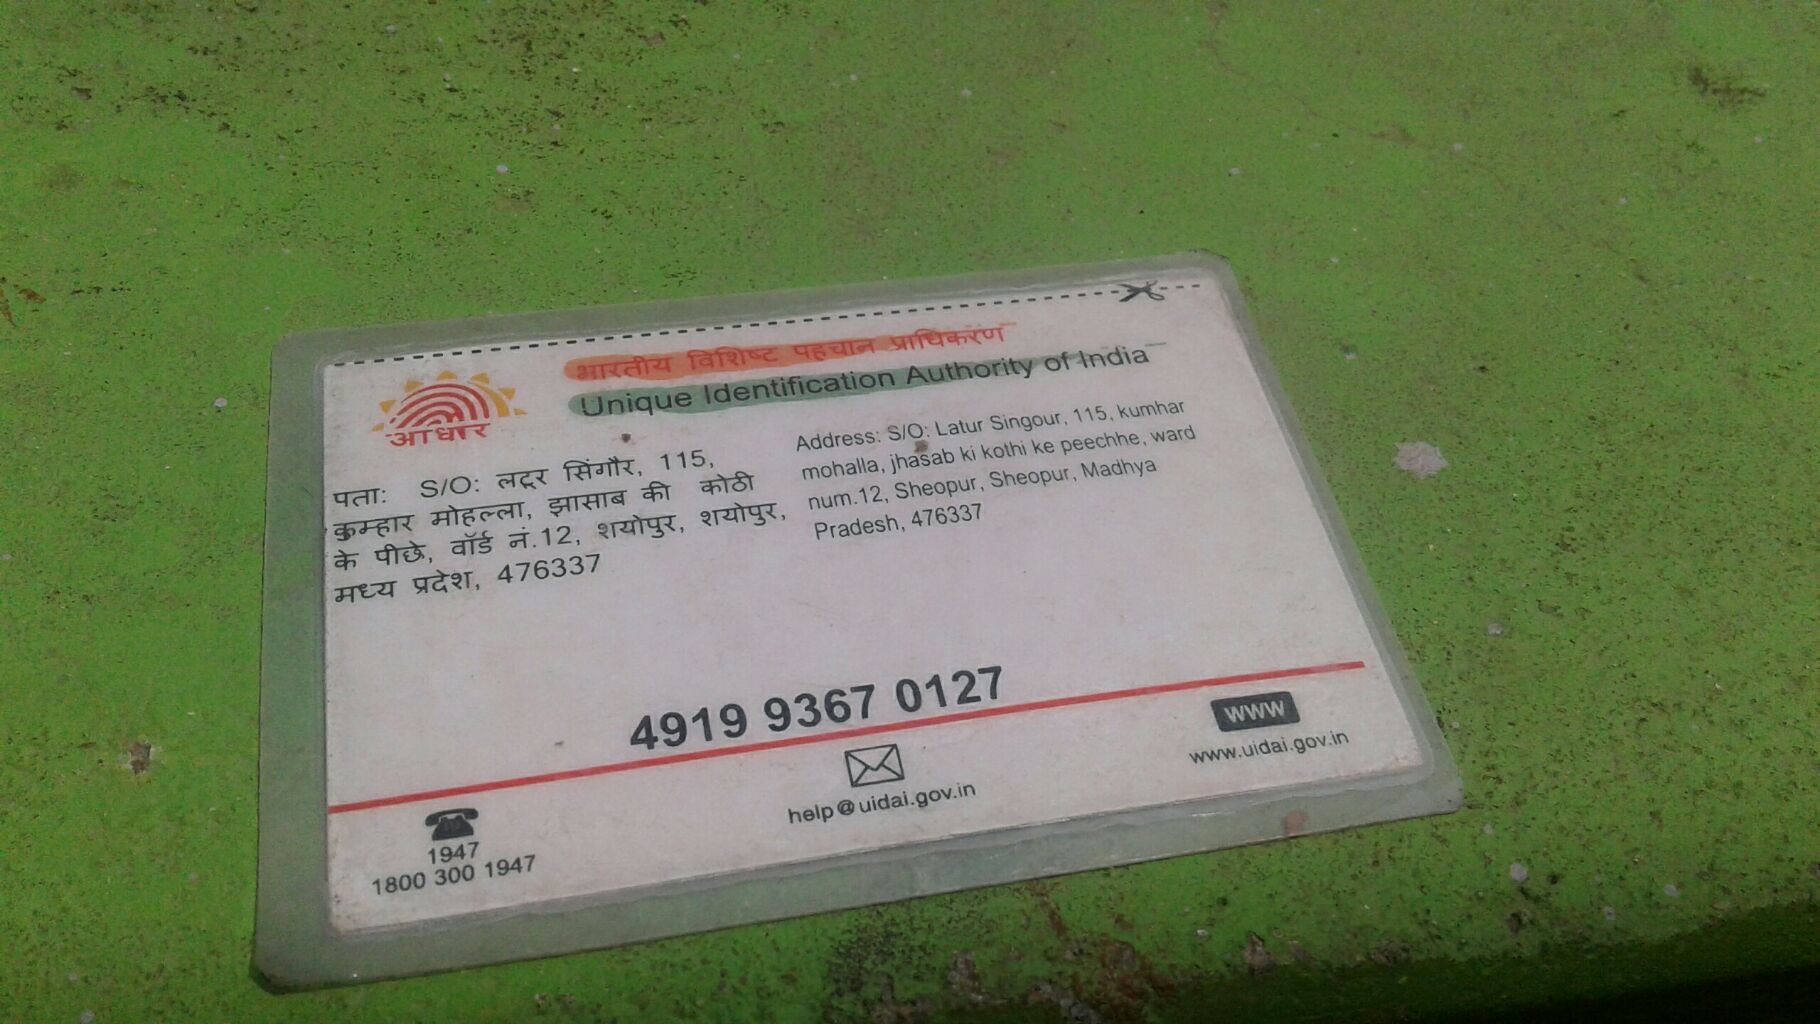 भारतीय विशिष्ट पहचान प्राधिकरण
Unique Identification Authority of India
आधार
पता: S/O: लटूर सिंगौर, 115,
कुम्हार मोहल्ला, झासाब की कोठी
के पीछे, वॉर्ड नं.12, शयोपुर, शयोपुर,
मध्य प्रदेश, 476337
Address: S/O: Latur Singour, 115, kumhar
mohalla, jhasab ki kothi ke peechhe, ward
num.12, Sheopur, Sheopur, Madhya
Pradesh, 476337
4919 9367 0127
1947
1800 300 1947
help@uidai.gov.in
www
www.uidai.gov.in